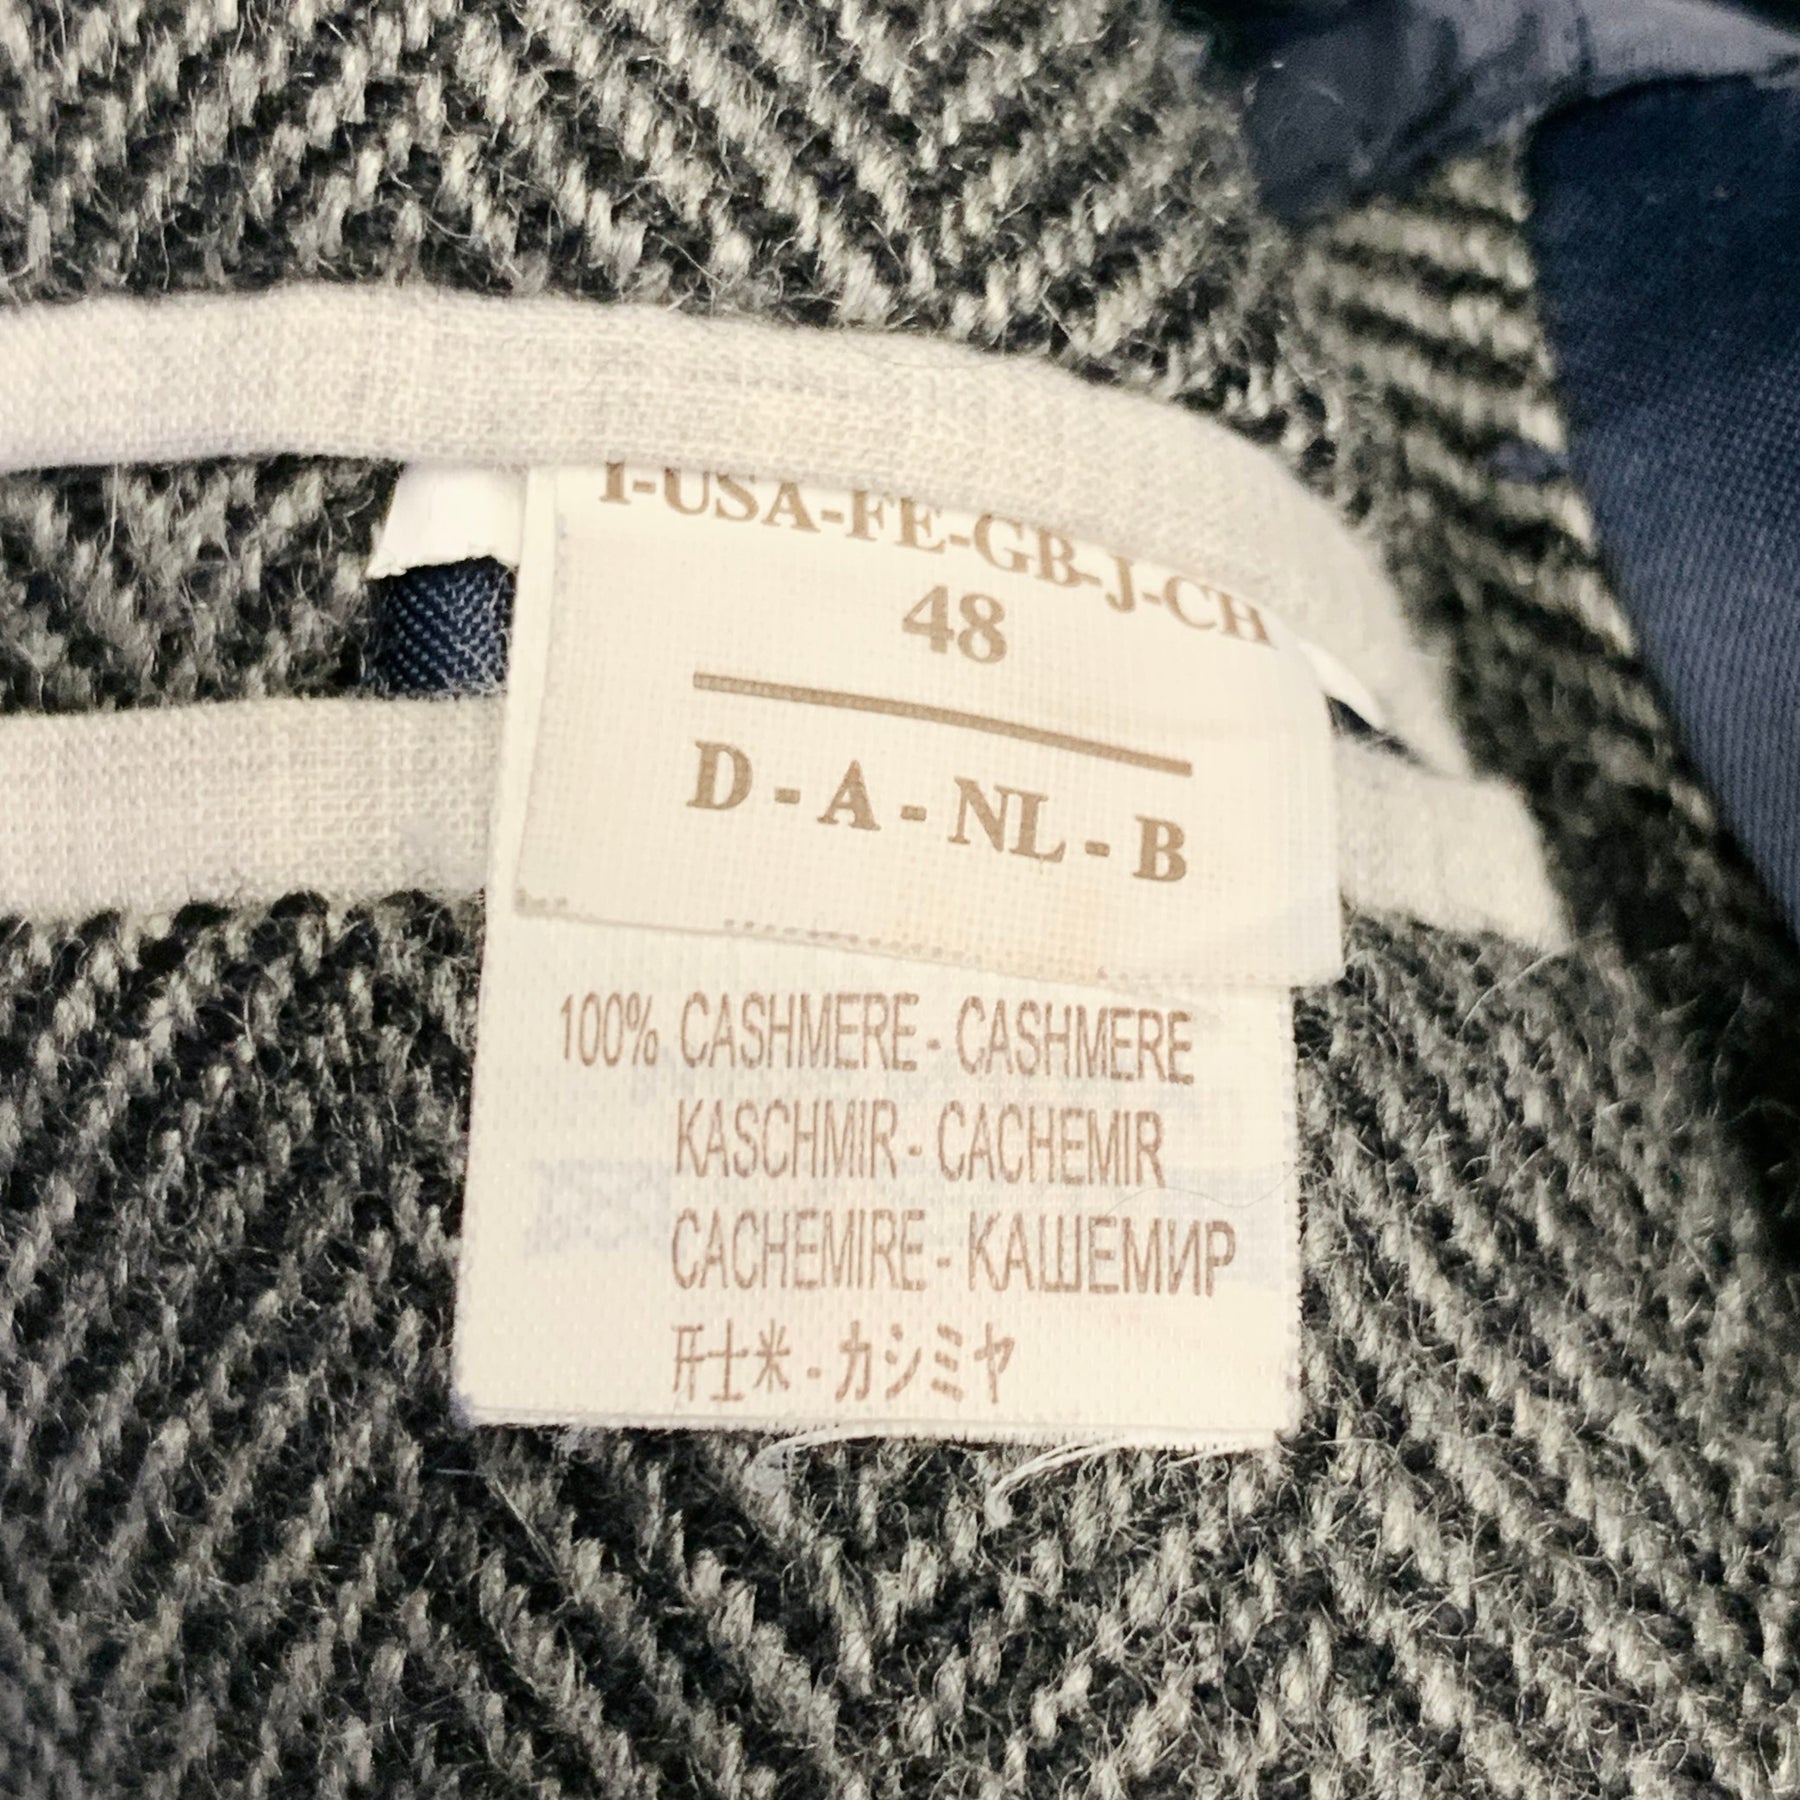 I-USA-FE-GB-J-CH
48
D - A - NL - B
100% CASHMERE - CASHMERE
KASCHMIR - CACHEMIR
CACHEMIRE - КАШЕМИР
开士米 - カシミヤ